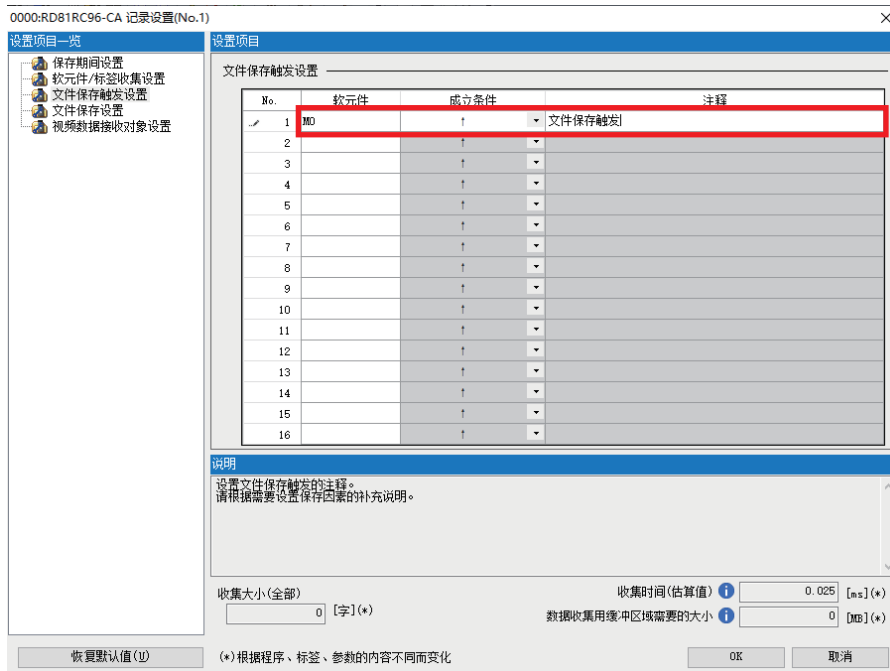 0000:RD81RC96-CA 记录设置(No.1)
设置项目一览
保存期间设置
软元件/标签收集设置
文件保存触发设置
文件保存设置
视频数据接收对象设置
设置项目
文件保存触发设置
No. 软元件 成立条件 注释
1 M0 ↑ 文件保存触发
2 ↑
3 ↑
4 ↑
5 ↑
6 ↑
7 ↑
8 ↑
9 ↑
10 ↑
11 ↑
12 ↑
13 ↑
14 ↑
15 ↑
16 ↑
说明
设置文件保存触发的注释。
请根据需要设置保存因素的补充说明。
收集大小(全部)
0 [字](*)
收集时间(估算值) 0.025 [ms](*)
数据收集用缓冲区域需要的大小 0 [MB](*)
恢复默认值(U) (*)根据程序、标签、参数的内容不同而变化 OK 取消